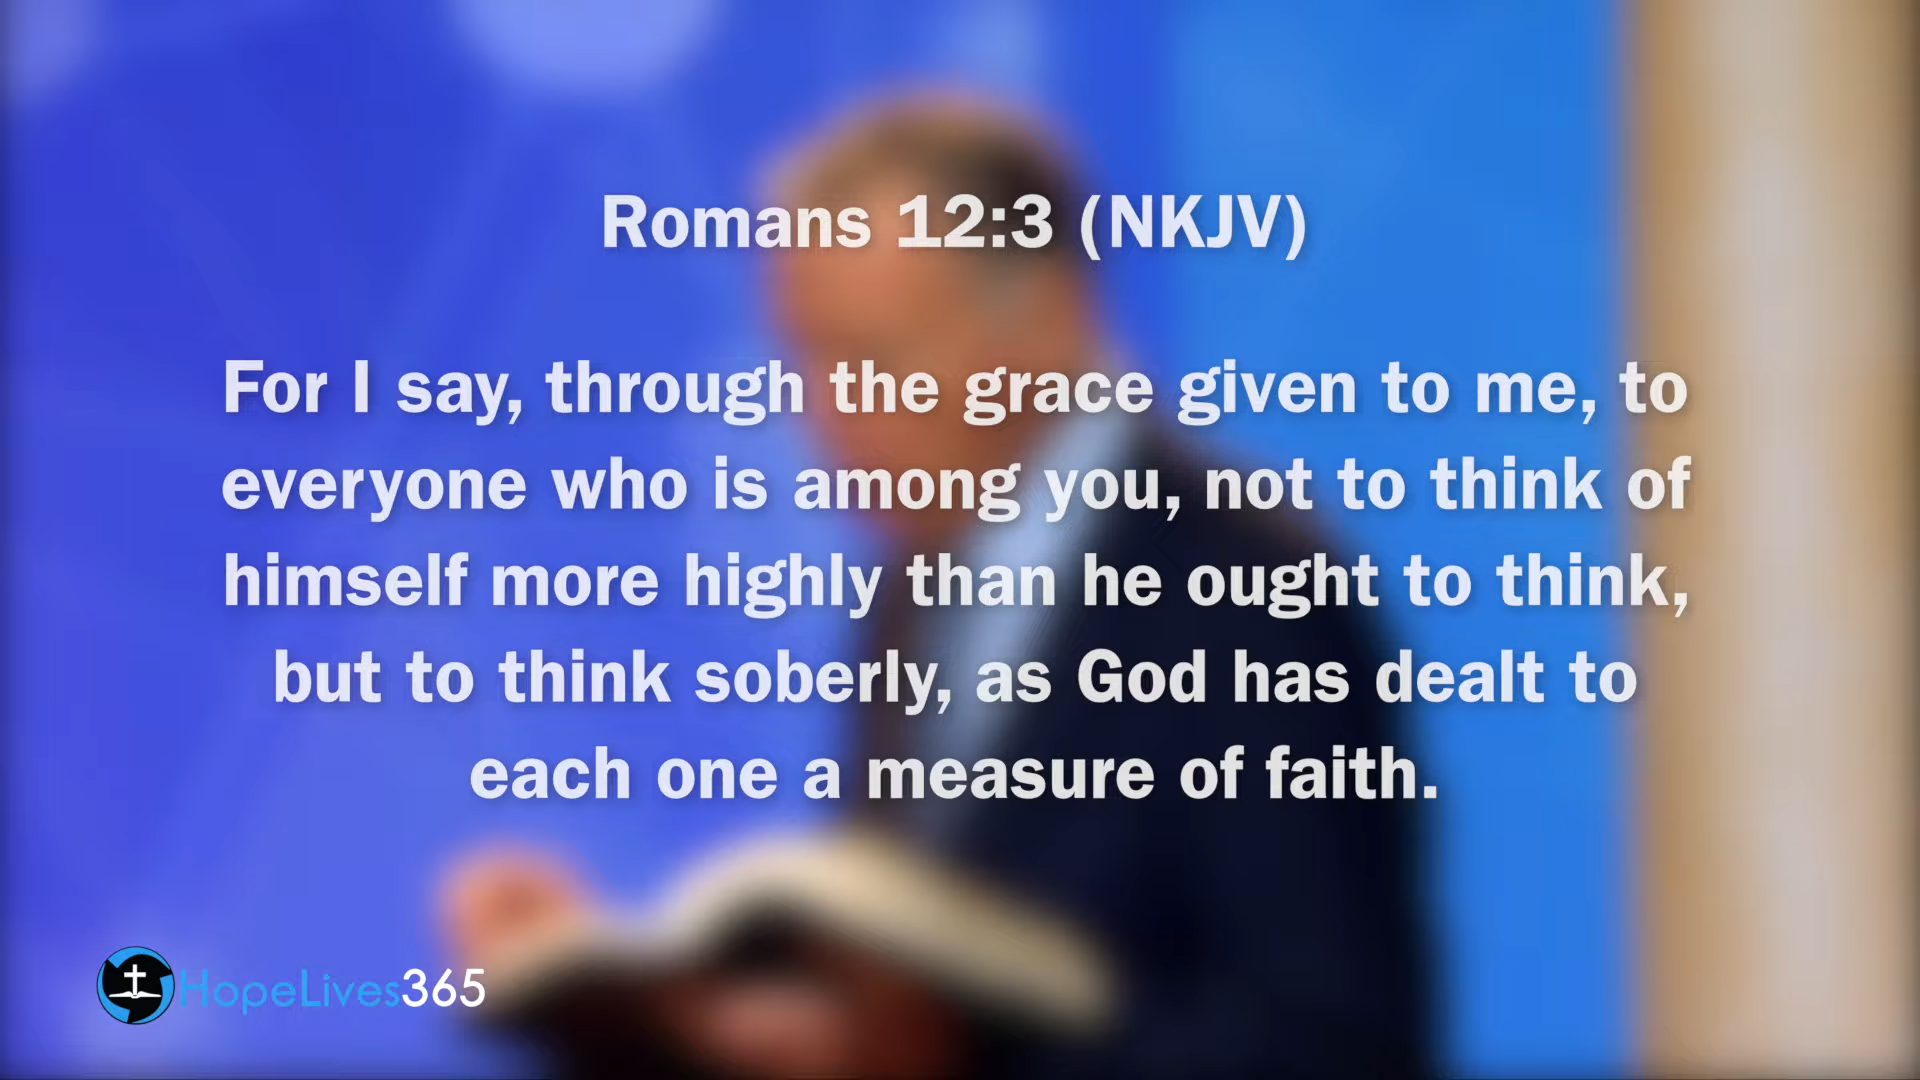 Romans 12:3 (NKJV)
For I say, through the grace given to me, to
everyone who is among you, not to think of
himself more highly than he ought to think,
but to think soberly, as God has dealt to
each one a measure of faith.
HopeLives365